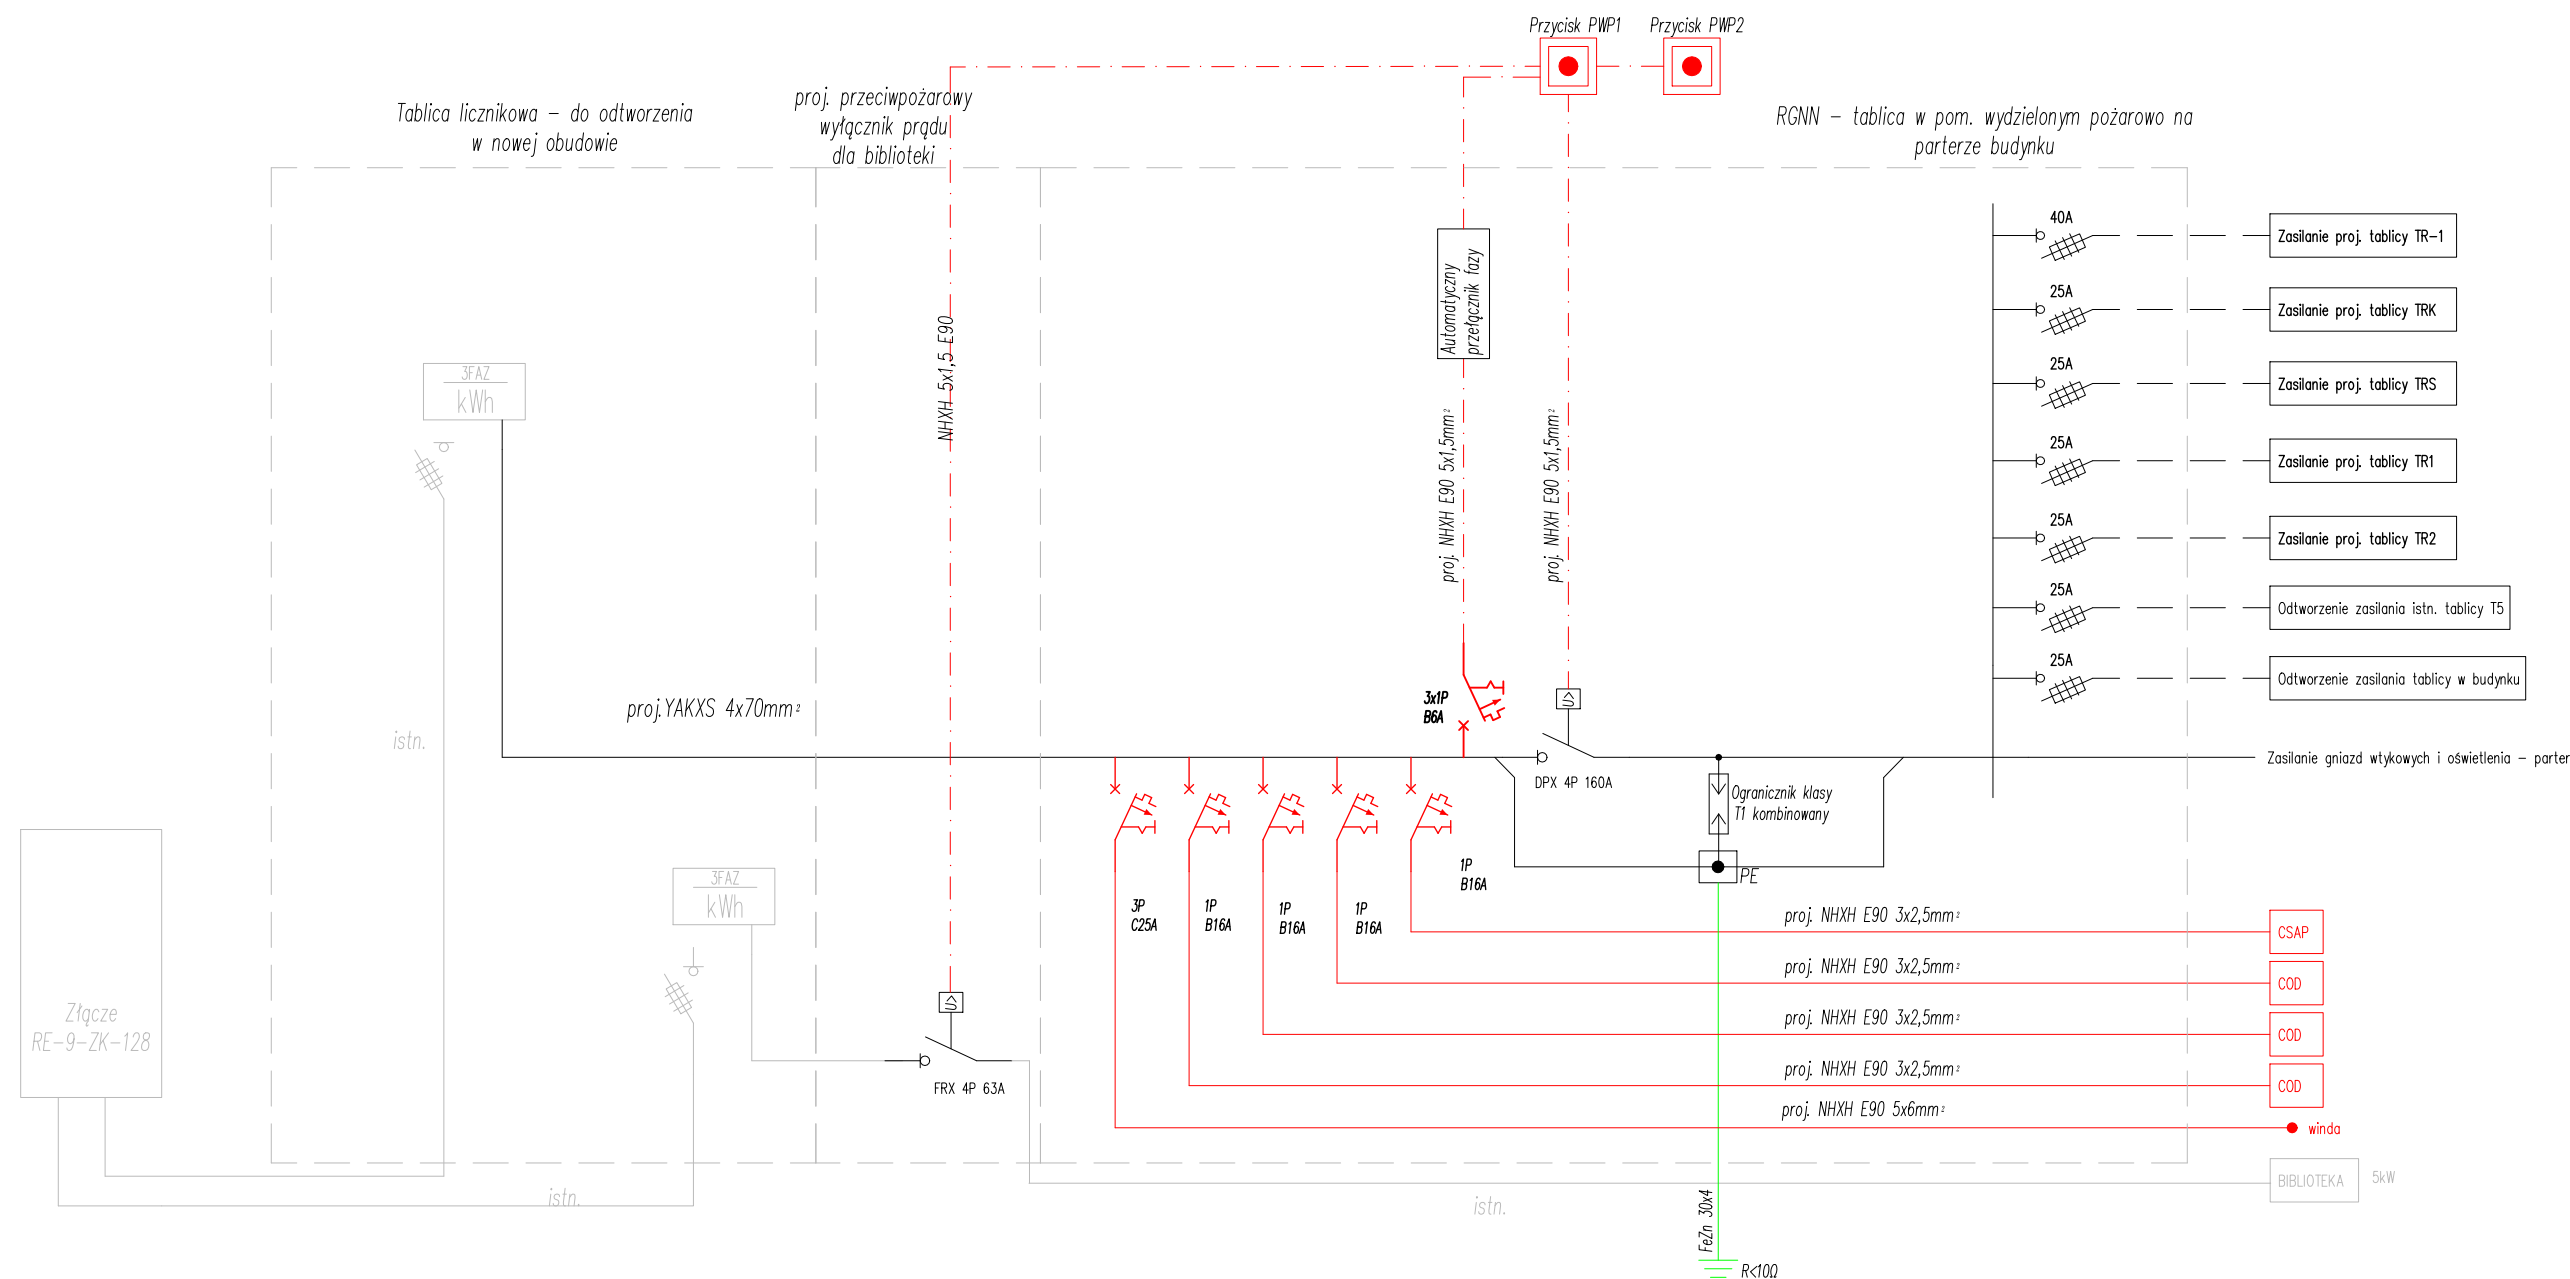 Przycisk PWP1
Przycisk PWP2
Tablica licznikowa - do odtworzenia
w nowej obudowie
proj. przeciwpożarowy
wyłącznik prądu
dla biblioteki
RGNN - tablica w pom. wydzielonym pożarowo na
parterze budynku
40A
Zasilanie proj. tablicy TR-1
25A
Zasilanie proj. tablicy TRK
25A
Zasilanie proj. tablicy TRS
25A
Zasilanie proj. tablicy TR1
25A
Zasilanie proj. tablicy TR2
25A
Odtworzenie zasilania istn. tablicy T5
25A
Odtworzenie zasilania tablicy w budynku
Zasilanie gniazd wtykowych i oświetlenia - parter
Automatyczny
przełącznik fazy
NHXH 5x1,5 E90
proj. NHXH E90 5x1,5mm²
proj. NHXH E90 5x1,5mm²
3FAZ
kWh
istn.
proj.YAKXS 4x70mm²
3x1P
B6A
U>
DPX 4P 160A
Ogranicznik klasy
T1 kombinowany
PE
3FAZ
kWh
U>
FRX 4P 63A
3P
C25A
1P
B16A
1P
B16A
1P
B16A
1P
B16A
proj. NHXH E90 3x2,5mm²
CSAP
proj. NHXH E90 3x2,5mm²
COD
proj. NHXH E90 3x2,5mm²
COD
proj. NHXH E90 3x2,5mm²
COD
proj. NHXH E90 5x6mm²
winda
Złącze
RE-9-ZK-128
istn.
istn.
BIBLIOTEKA
5kW
FeZn 30x4
R<10Ω